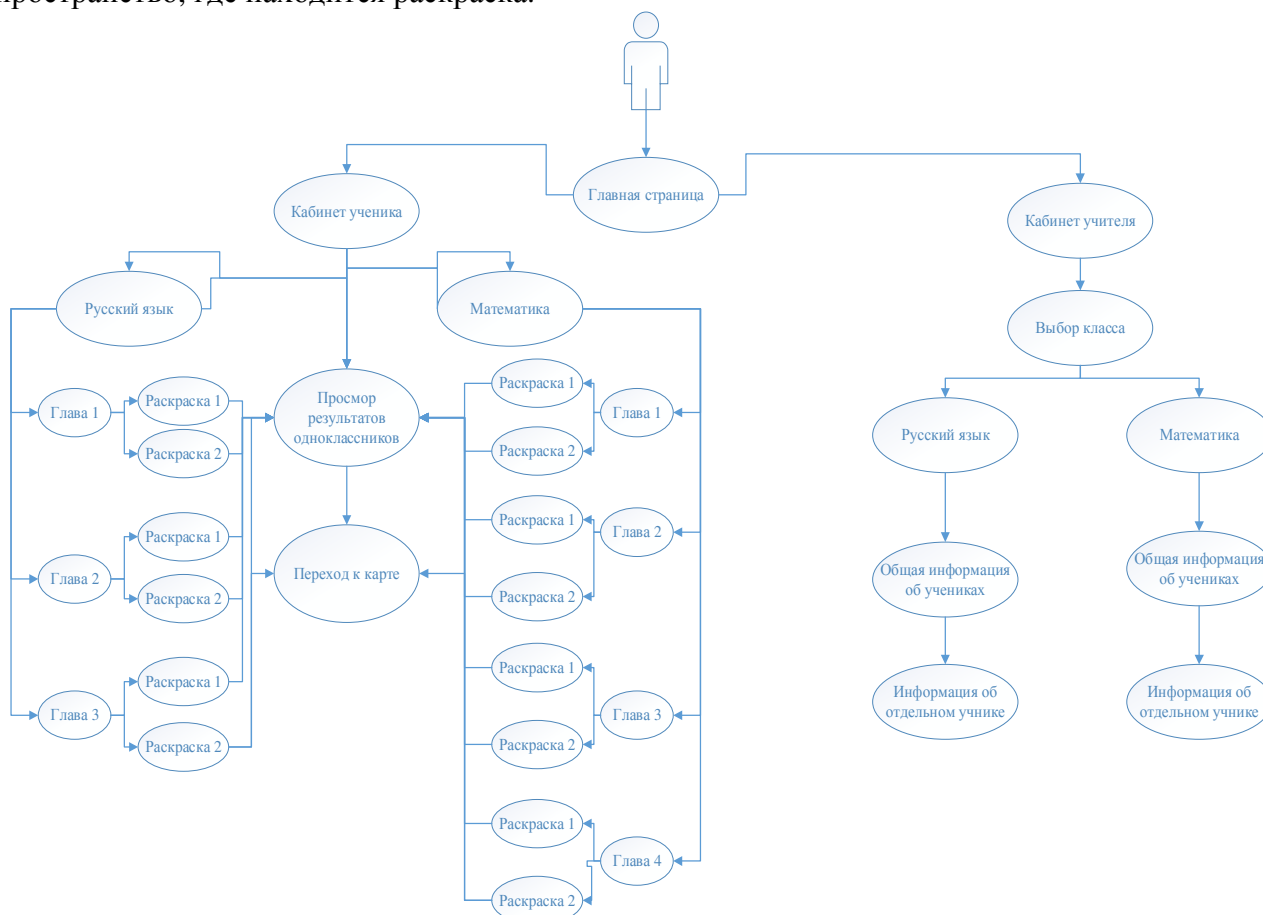 пространство, где находится раскраска.
Главная страница
Кабинет ученика
Кабинет учителя
Русский язык
Математика
Выбор класса
Глава 1
Раскраска 1
Раскраска 2
Глава 2
Раскраска 1
Раскраска 2
Глава 3
Раскраска 1
Раскраска 2
Просмор
результатов
одноклассников
Переход к карте
Раскраска 1
Раскраска 2
Глава 1
Раскраска 1
Раскраска 2
Глава 2
Раскраска 1
Раскраска 2
Глава 3
Раскраска 1
Раскраска 2
Глава 4
Русский язык
Математика
Общая информация
об учениках
Общая информация
об учениках
Информация об
отдельном учнике
Информация об
отдельном учнике